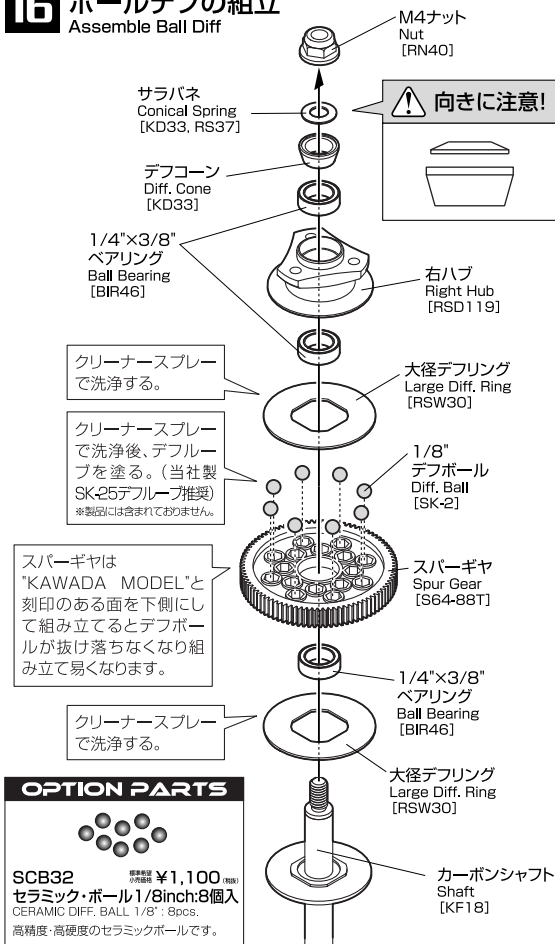 16 ボールデフの組立
Assemble Ball Diff
M4ナット
Nut
[RN40]
サラバネ
Conical Spring
[KD33, RS37]
向きに注意!
デフコーン
Diff. Cone
[KD33]
1/4"×3/8"
ベアリング
Ball Bearing
[BIR46]
右ハブ
Right Hub
[RSD119]
クリーナースプレー
で洗浄する。
大径デフリング
Large Diff. Ring
[RSW30]
クリーナースプレー
で洗浄後、デフルー
ブを塗る。(当社製
SK-25デフルーブ推奨)
※製品には含まれておりません。
1/8"
デフボール
Diff. Ball
[SK-2]
スパーギヤは
"KAWADA MODEL"と
刻印のある面を下側にし
て組み立てるとデフボー
ルが抜け落ちなくなり組
み立て易くなります。
スパーギヤ
Spur Gear
[S64-88T]
1/4"×3/8"
ベアリング
Ball Bearing
[BIR46]
クリーナースプレー
で洗浄する。
大径デフリング
Large Diff. Ring
[RSW30]
OPTION PARTS
SCB32 標準希望小売価格 ¥1,100(税抜)
セラミック・ボール1/8inch:8個入
CERAMIC DIFF. BALL 1/8" : 8pcs.
高精度・高硬度のセラミックボールです。
カーボンシャフト
Shaft
[KF18]